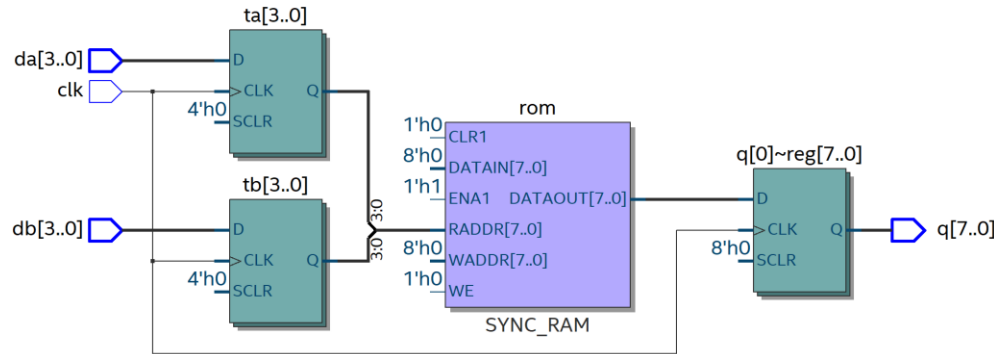 ta[3..0]
da[3..0]
D
clk
>CLK
Q
4'h0
SCLR
rom
1'h0
CLR1
8'h0
DATAIN[7..0]
1'h1
ENA1
DATAOUT[7..0]
RADDR[7..0]
8'h0
WADDR[7..0]
1'h0
WE
SYNC_RAM
tb[3..0]
db[3..0]
D
>CLK
Q
4'h0
SCLR
3:0
3:0
q[0]~reg[7..0]
D
>CLK
Q
8'h0
SCLR
q[7..0]